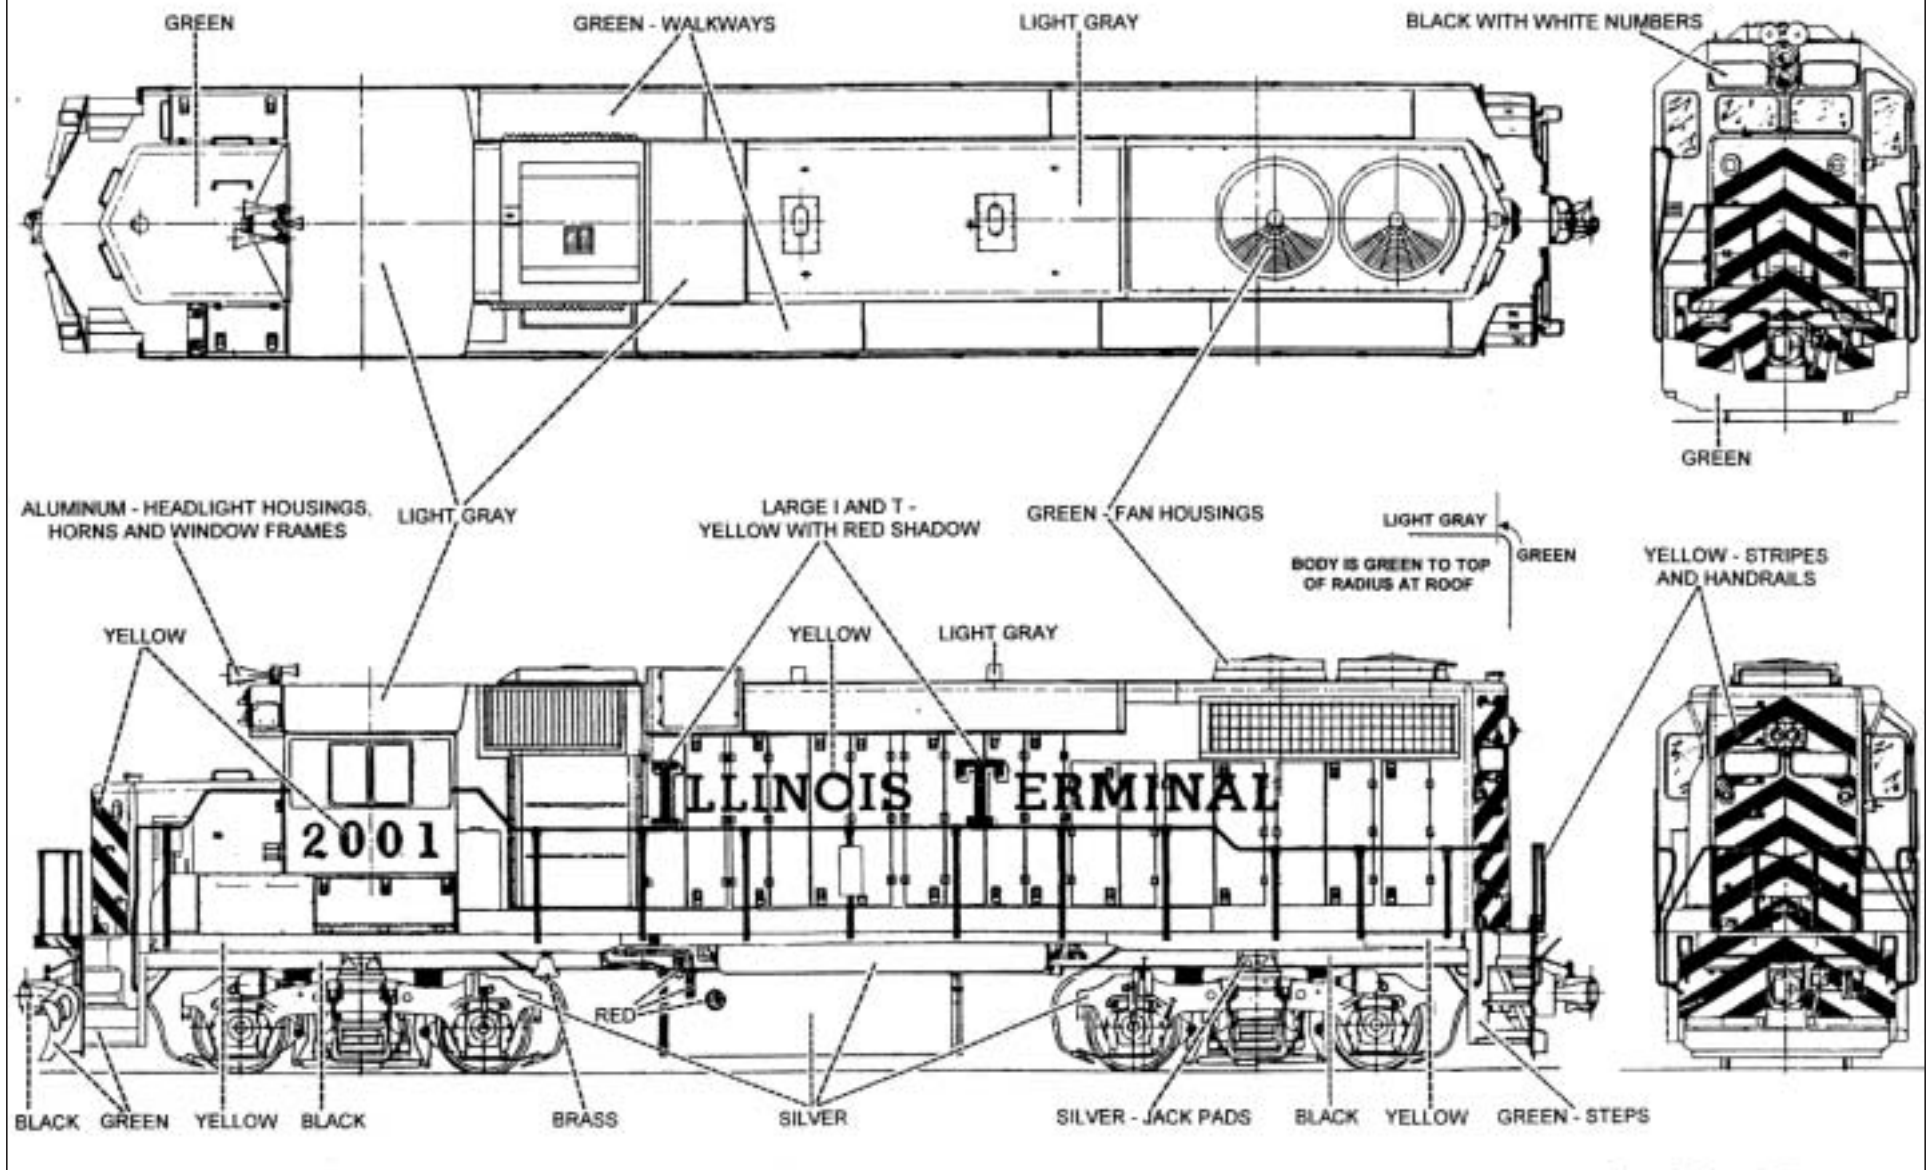 GREEN
GREEN - WALKWAYS
LIGHT GRAY
BLACK WITH WHITE NUMBERS
GREEN
ALUMINUM - HEADLIGHT HOUSINGS,
HORNS AND WINDOW FRAMES
LIGHT GRAY
LARGE I AND T -
YELLOW WITH RED SHADOW
GREEN - FAN HOUSINGS
LIGHT GRAY
GREEN
BODY IS GREEN TO TOP
OF RADIUS AT ROOF
YELLOW - STRIPES
AND HANDRAILS
YELLOW
YELLOW
LIGHT GRAY
ILLINOIS TERMINAL
2001
RED
BLACK
GREEN
YELLOW
BLACK
BRASS
SILVER
SILVER - JACK PADS
BLACK
YELLOW
GREEN - STEPS